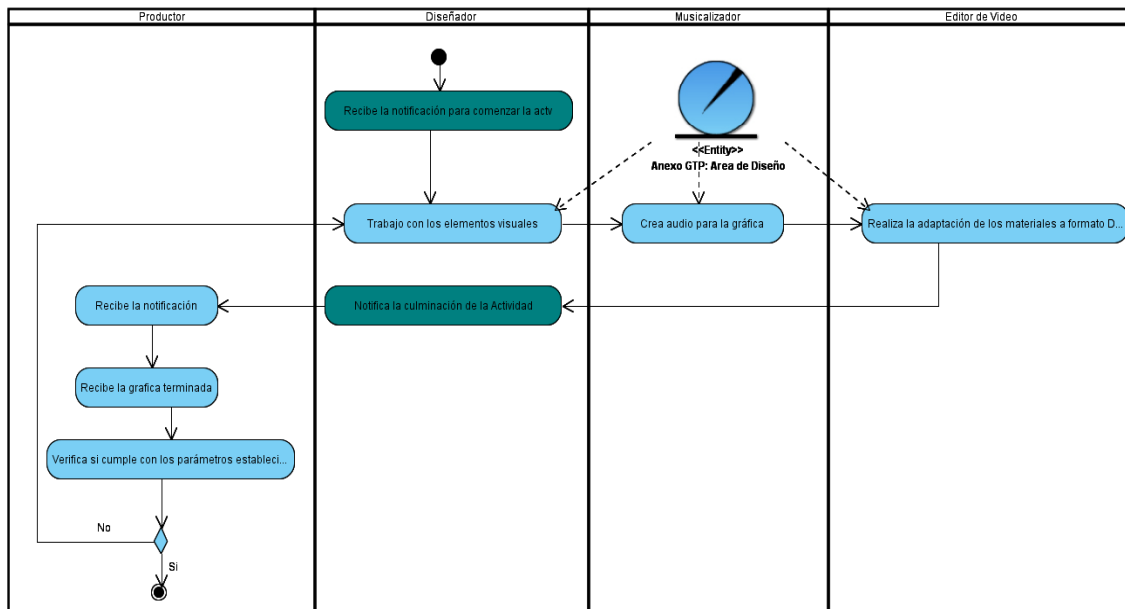 Productor
Diseñador
Musicalizador
Editor de Video
Recibe la notificación para comenzar la actv
<<Entity>>
Anexo GTP: Area de Diseño
Trabajo con los elementos visuales
Crea audio para la gráfica
Realiza la adaptación de los materiales a formato D...
Recibe la notificación
Notifica la culminación de la Actividad
Recibe la grafica terminada
Verifica si cumple con los parámetros estableci...
No
Si